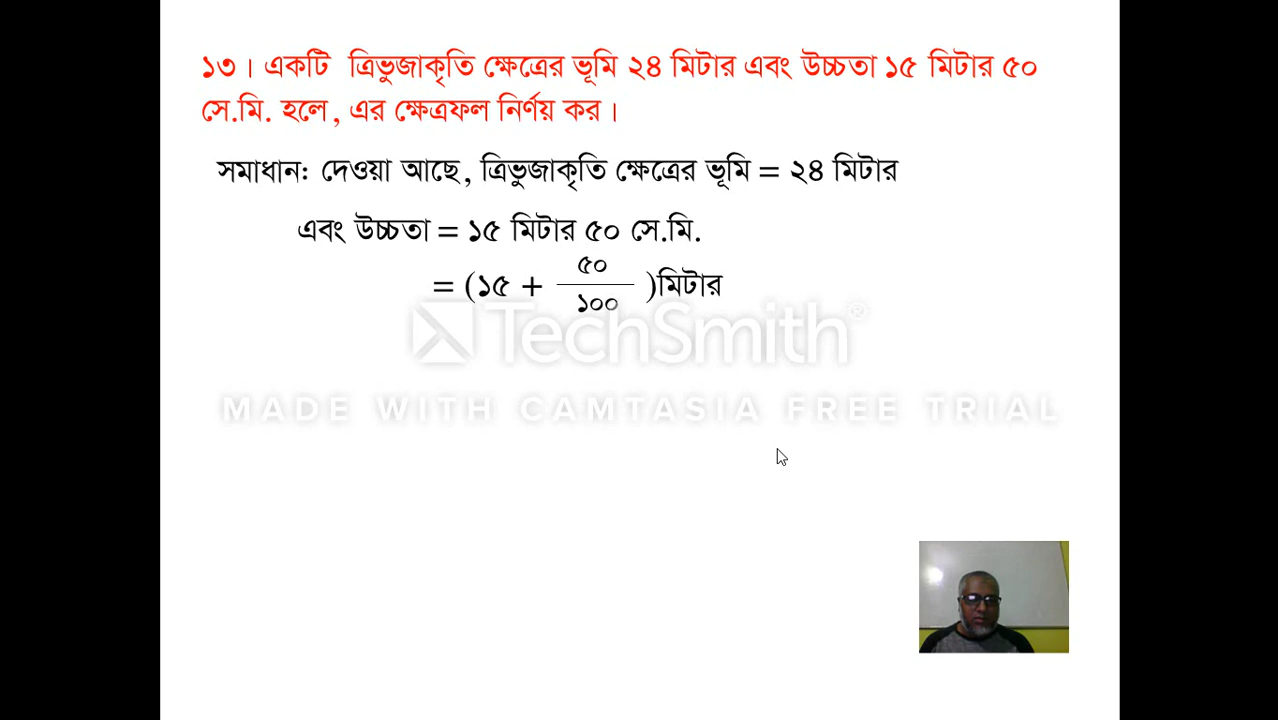 ১৩। একটি ত্রিভুজাকৃতি ক্ষেত্রের ভূমি ২৪ মিটার এবং উচ্চতা ১৫ মিটার ৫০
সে.মি. হলে, এর ক্ষেত্রফল নির্ণয় কর।
সমাধান: দেওয়া আছে, ত্রিভুজাকৃতি ক্ষেত্রের ভূমি = ২৪ মিটার
এবং উচ্চতা = ১৫ মিটার ৫০ সে.মি.
= (১৫ + ৫০/১০০ )মিটার
TechSmith®
MADE WITH CAMTASIA FREE TRIAL